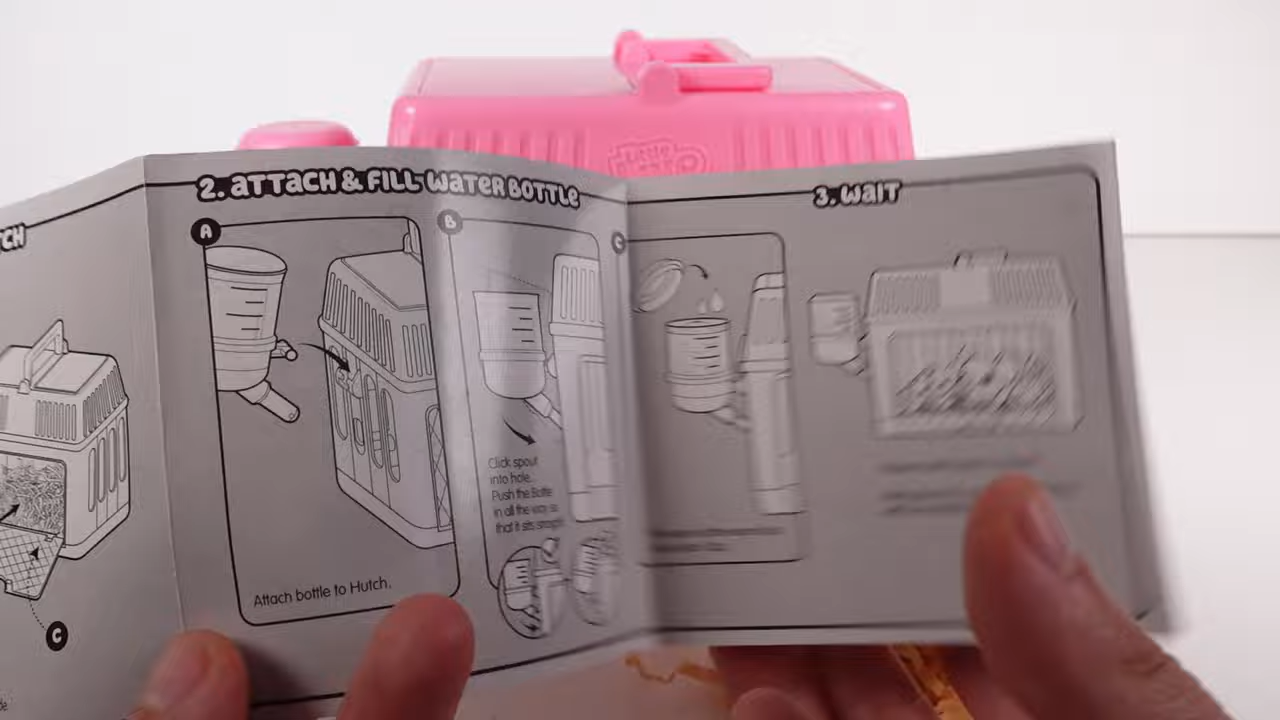 TCH
C
2. ATTACH & FILL WATER BOTTLE
A
Attach bottle to Hutch.
B
Click spout
into hole.
Push the Bottle
in all the way so
that it sits straight
C
3. WAIT